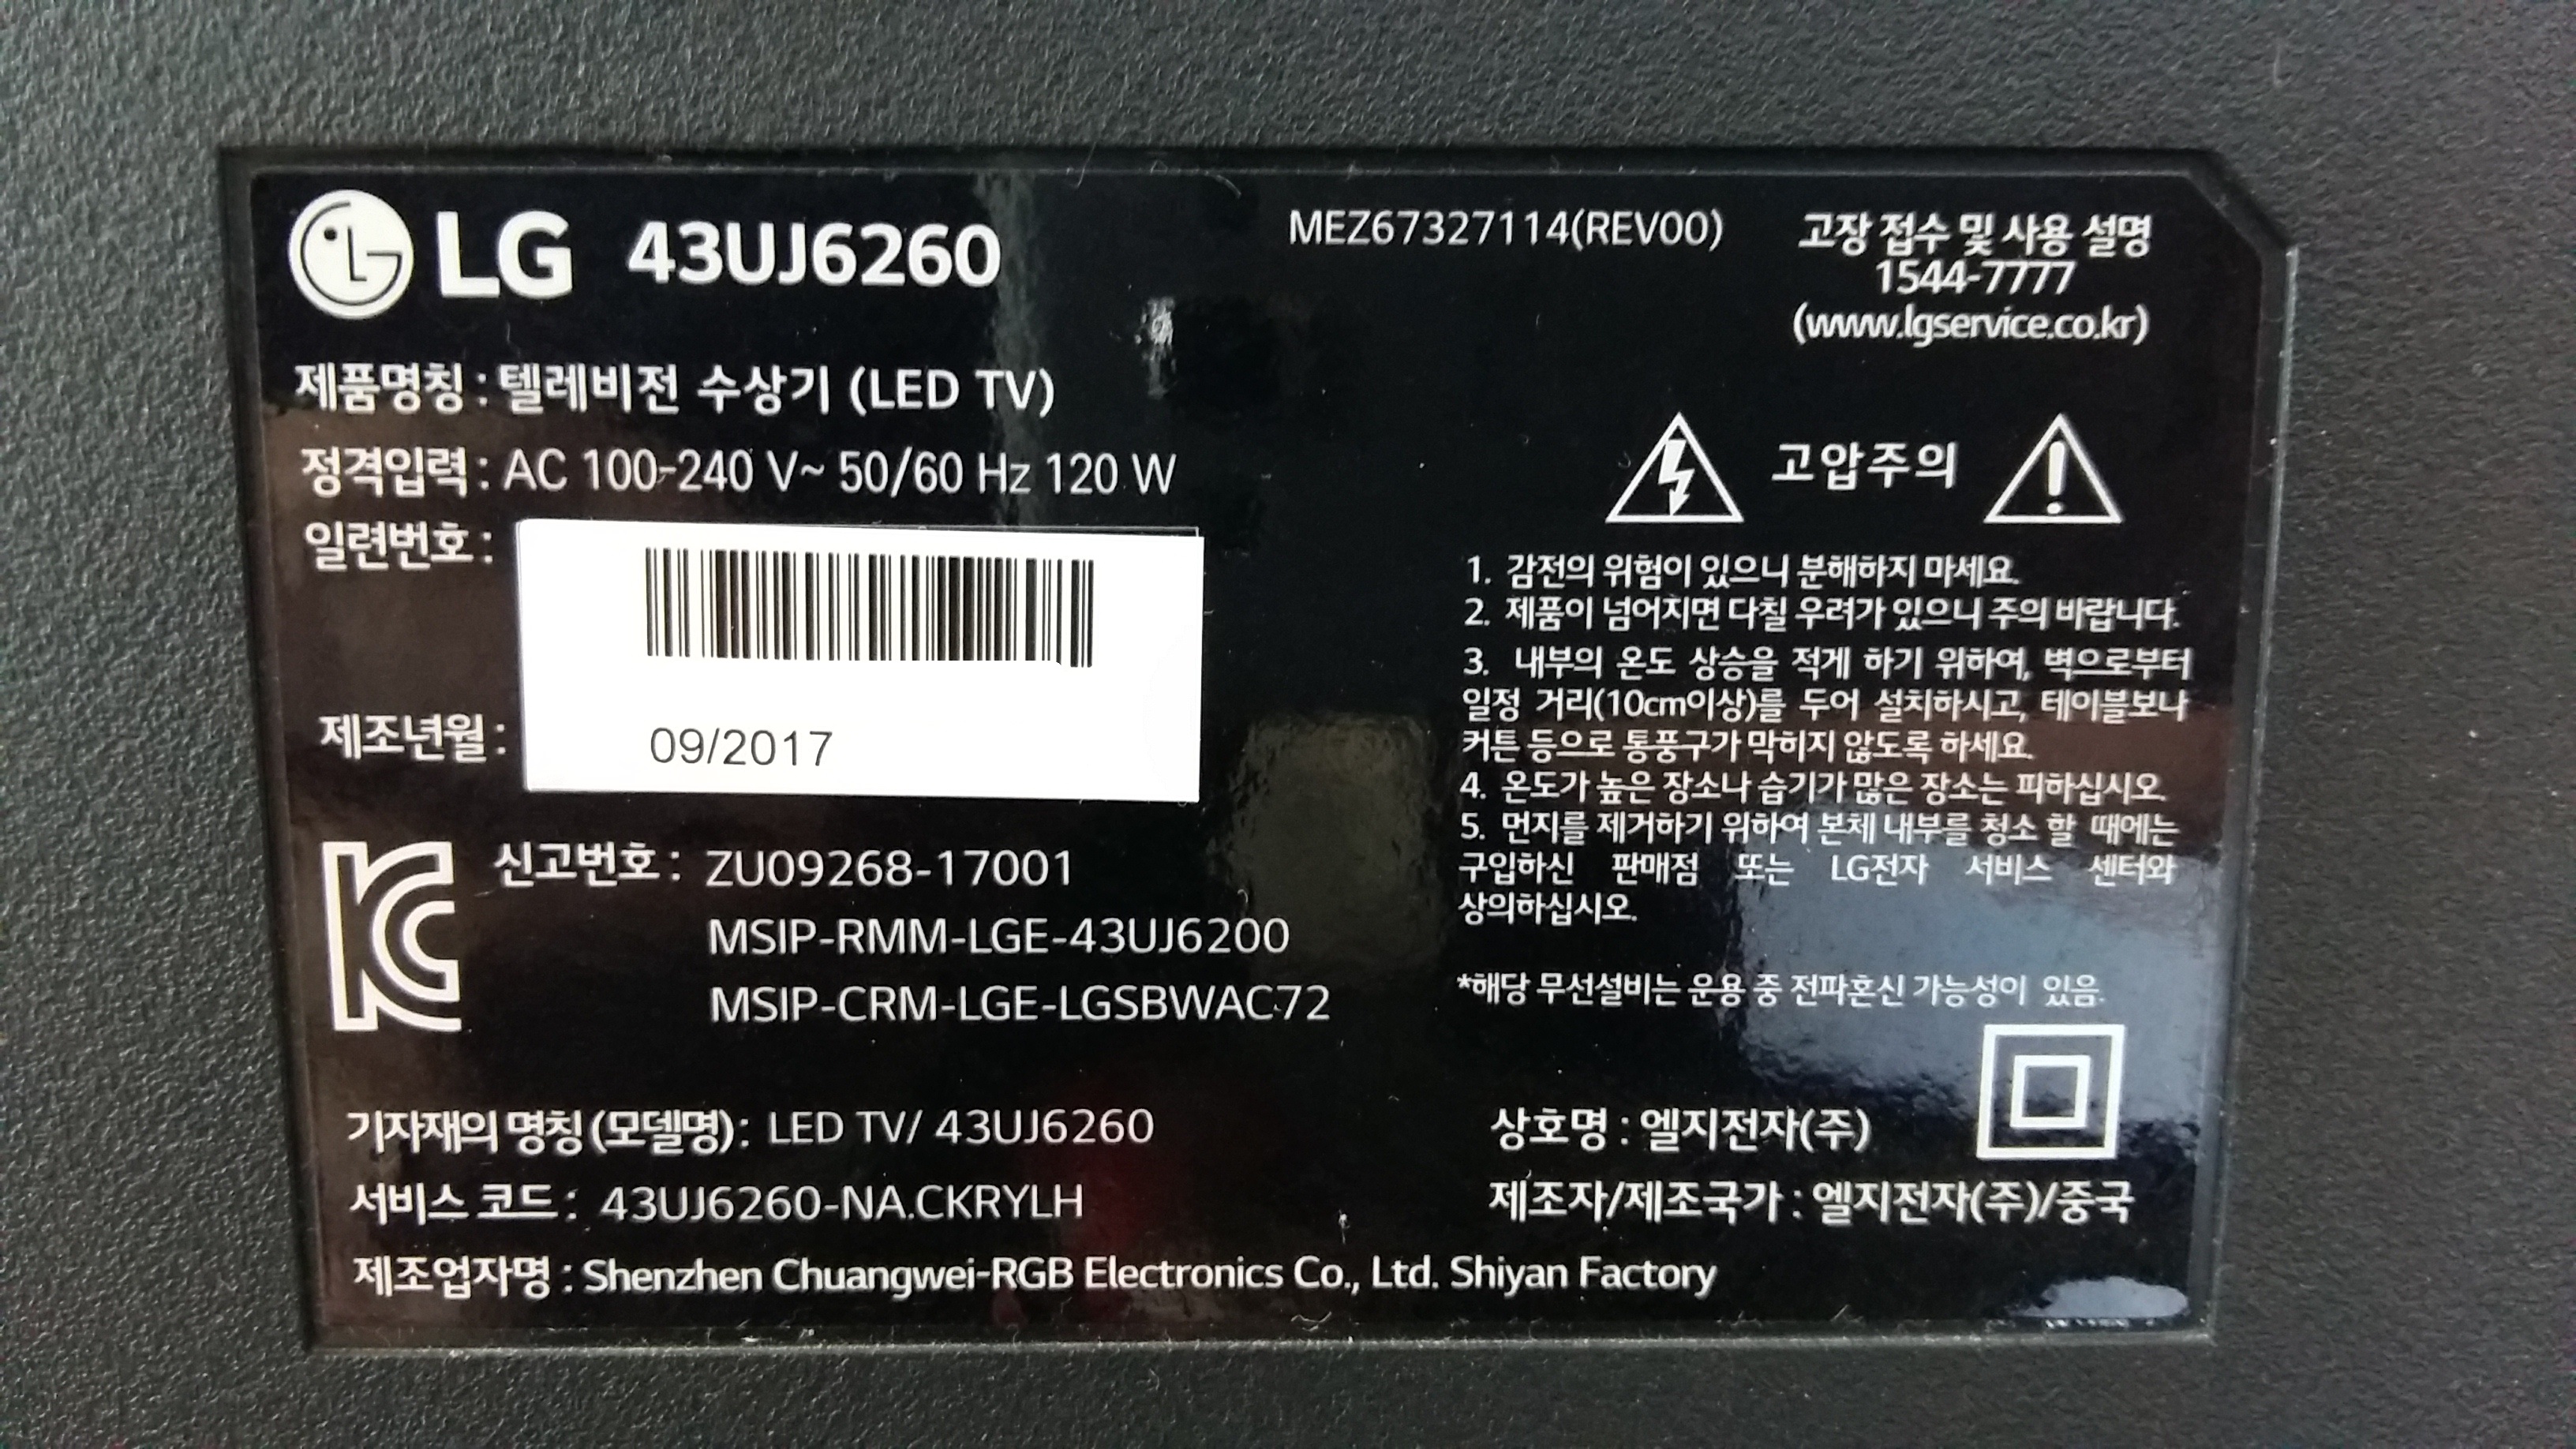 LG 43UJ6260
MEZ67327114(REV00)
고장 접수 및 사용 설명
1544-7777
(www.lgservice.co.kr)
제품명칭 : 텔레비전 수상기 (LED TV)
정격입력 : AC 100-240 V~ 50/60 Hz 120 W
일련번호 :
제조년월 : 09/2017
신고번호 : ZU09268-17001
MSIP-RMM-LGE-43UJ6200
MSIP-CRM-LGE-LGSBWAC72
기자재의 명칭 (모델명) : LED TV/ 43UJ6260
서비스 코드 : 43UJ6260-NA.CKRYLH
제조업자명 : Shenzhen Chuangwei-RGB Electronics Co., Ltd. Shiyan Factory
고압주의
1. 감전의 위험이 있으니 분해하지 마세요.
2. 제품이 넘어지면 다칠 우려가 있으니 주의 바랍니다.
3. 내부의 온도 상승을 적게 하기 위하여, 벽으로부터
일정 거리(10cm이상)를 두어 설치하시고, 테이블보나
커튼 등으로 통풍구가 막히지 않도록 하세요.
4. 온도가 높은 장소나 습기가 많은 장소는 피하십시오.
5. 먼지를 제거하기 위하여 본체 내부를 청소 할 때에는
구입하신 판매점 또는 LG전자 서비스 센터와
상의하십시오.
*해당 무선설비는 운용 중 전파혼신 가능성이 있음.
상호명 : 엘지전자(주)
제조자/제조국가 : 엘지전자(주)/중국